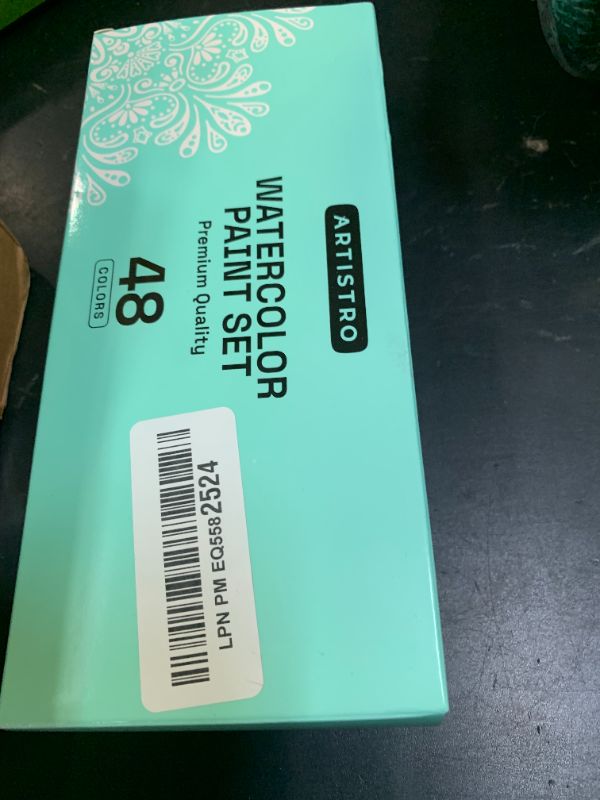 ARTISTRO
WATERCOLOR
PAINT SET
Premium Quality
48
COLORS
LPN PM EQ5582524